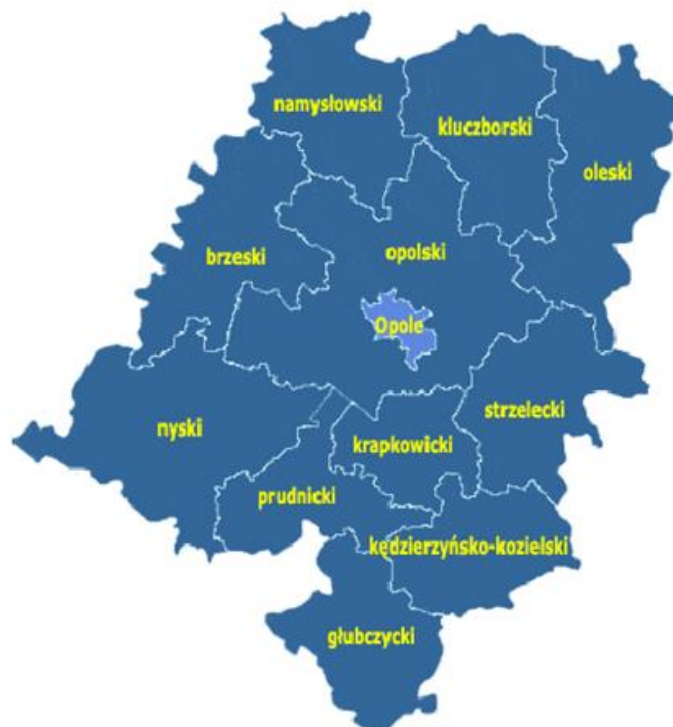 namysłowski
kluczborski
oleski
brzeski
opolski
Opole
strzelecki
nyski
krapkowicki
prudnicki
kędzierzyńsko-kozielski
głubczycki